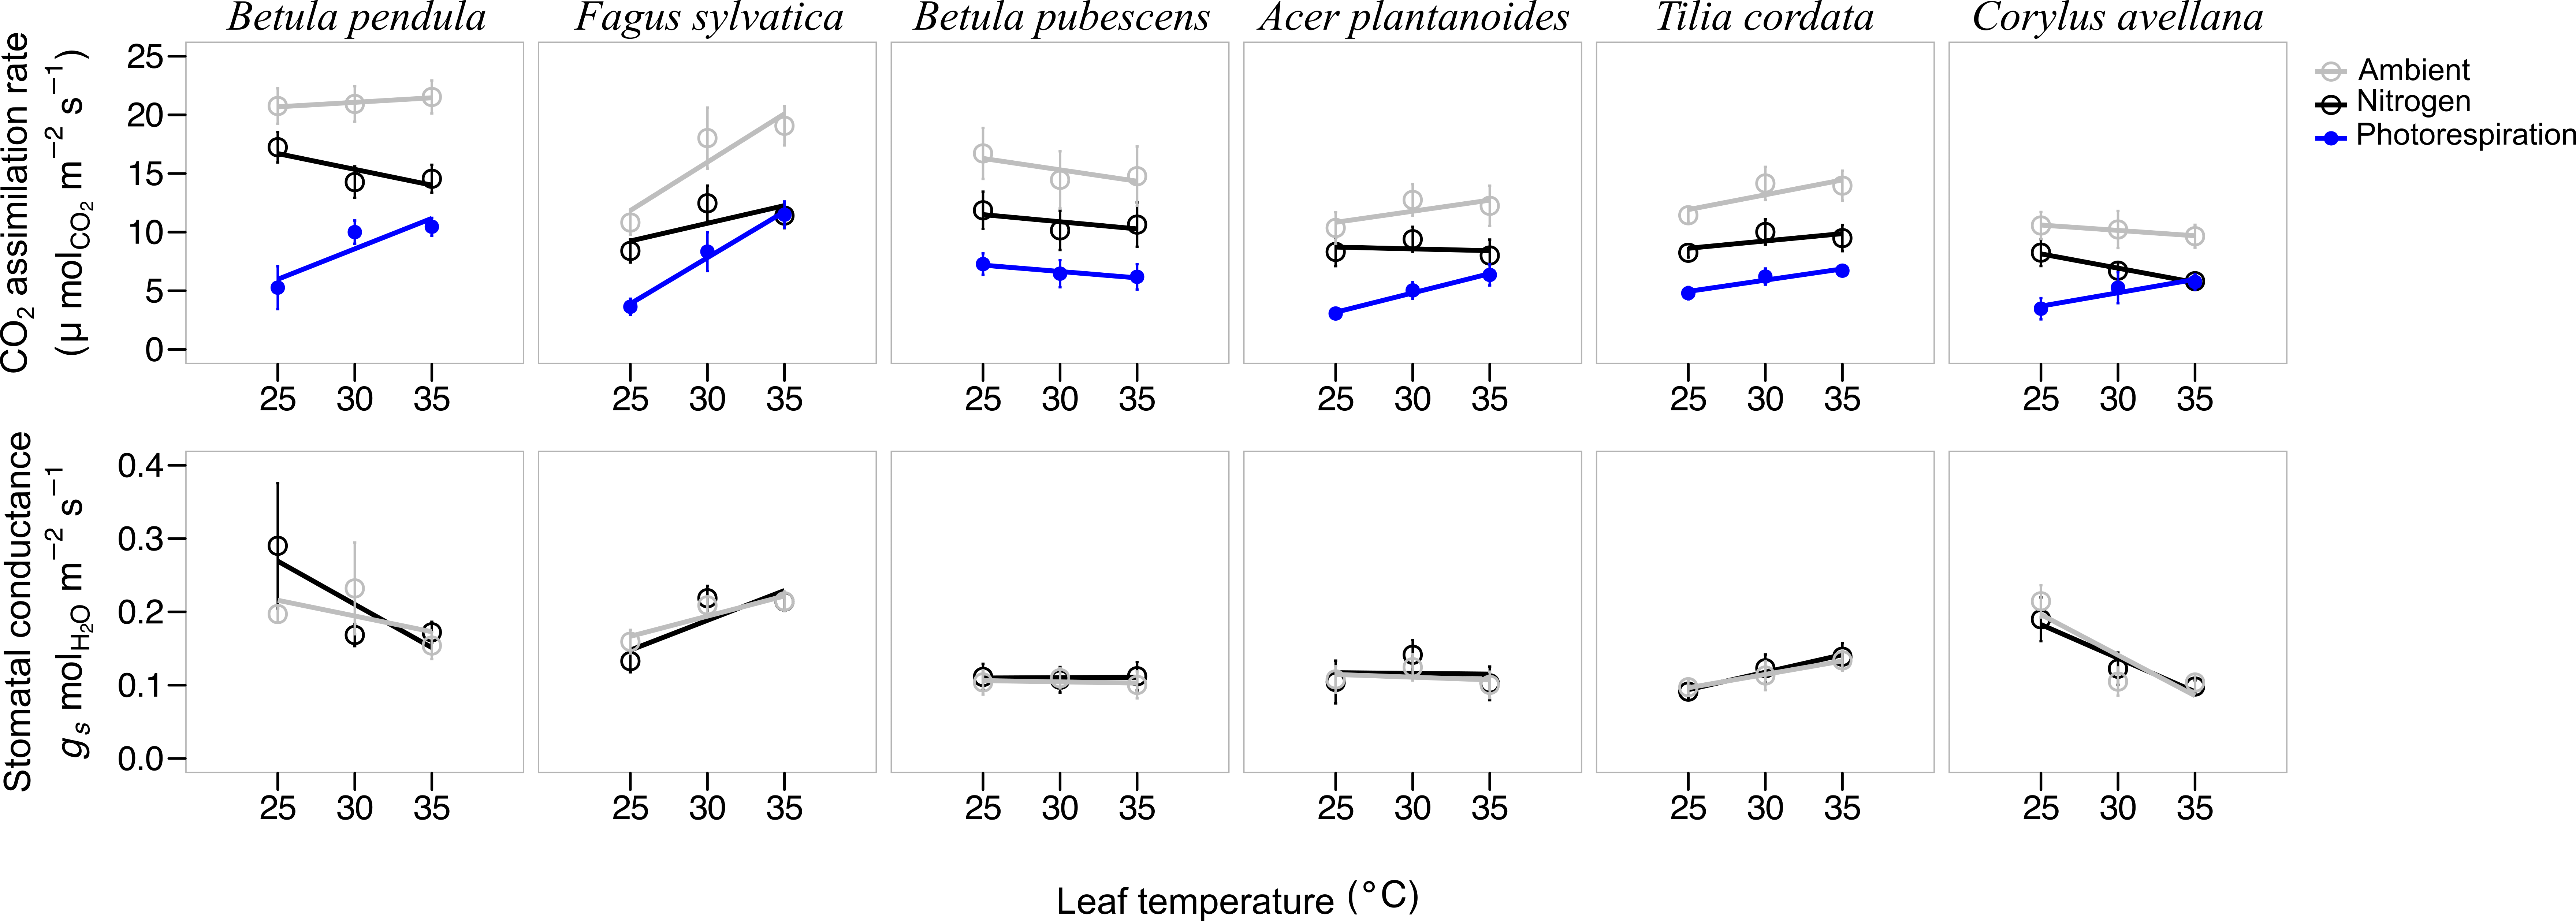 Betula pendula Fagus sylvatica Betula pubescens Acer plantanoides Tilia cordata Corylus avellana
CO2 assimilation rate
(μ molCO2 m−2 s−1)
25
20
15
10
5
0
25 30 35 25 30 35 25 30 35 25 30 35 25 30 35 25 30 35
Ambient
Nitrogen
Photorespiration
Stomatal conductance
gs molH2O m−2 s−1
0.4
0.3
0.2
0.1
0.0
25 30 35 25 30 35 25 30 35 25 30 35 25 30 35 25 30 35
Leaf temperature (°C)